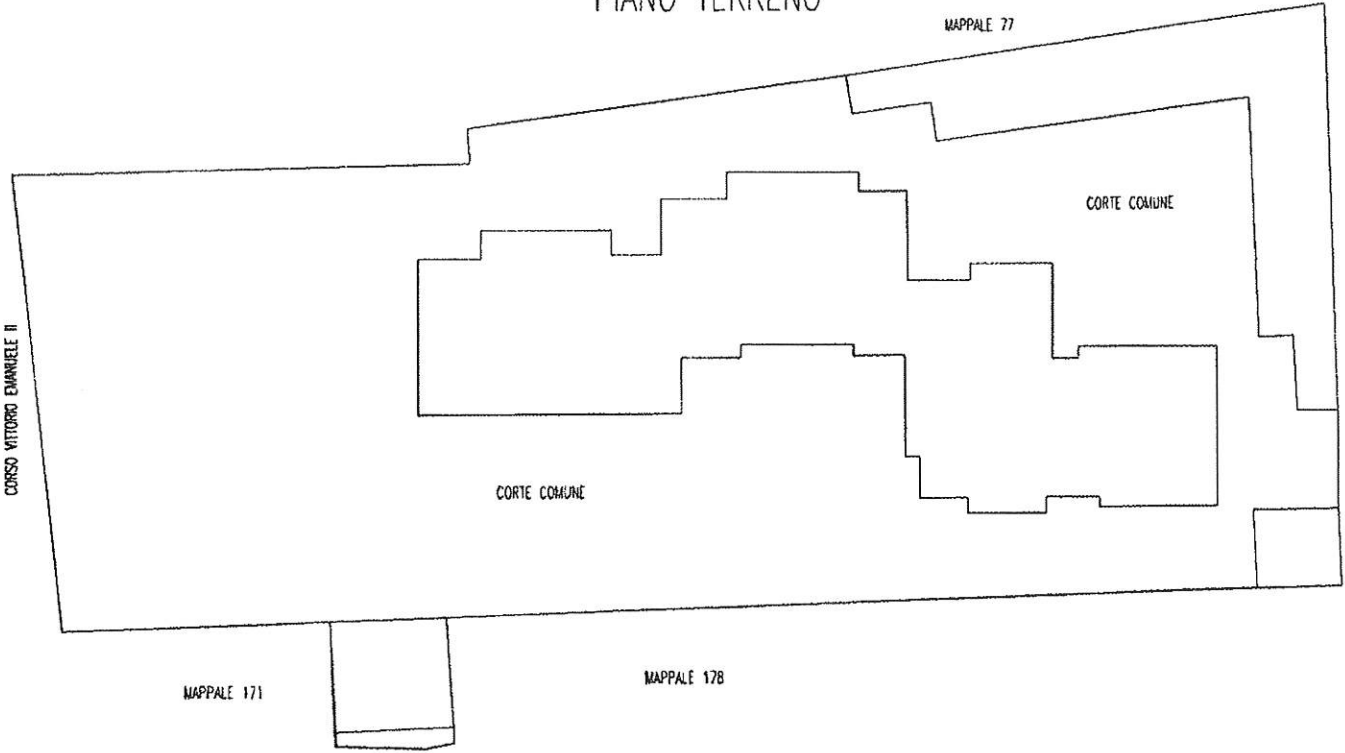 PIANO TERRENO
MAPPALE 77
CORTE COMUNE
CORSO VITTORIO EMANUELE II
CORTE COMUNE
MAPPALE 171
MAPPALE 178